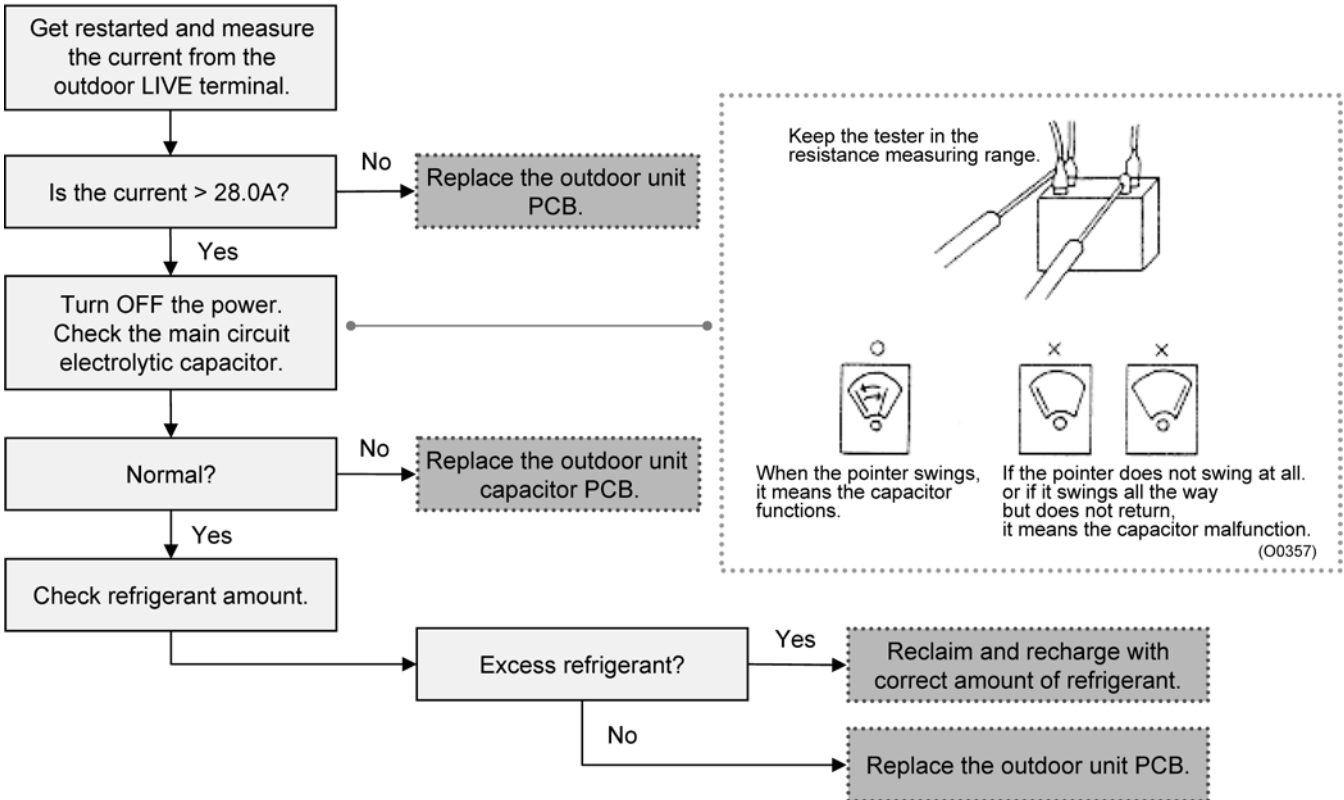 Get restarted and measure
the current from the
outdoor LIVE terminal.
Is the current > 28.0A?
No
Replace the outdoor unit
PCB.
Yes
Turn OFF the power.
Check the main circuit
electrolytic capacitor.
Normal?
No
Replace the outdoor unit
capacitor PCB.
Yes
Check refrigerant amount.
Excess refrigerant?
Yes
Reclaim and recharge with
correct amount of refrigerant.
No
Replace the outdoor unit PCB.
Keep the tester in the
resistance measuring range.
When the pointer swings,
it means the capacitor
functions.
If the pointer does not swing at all.
or if it swings all the way
but does not return,
it means the capacitor malfunction.
(O0357)